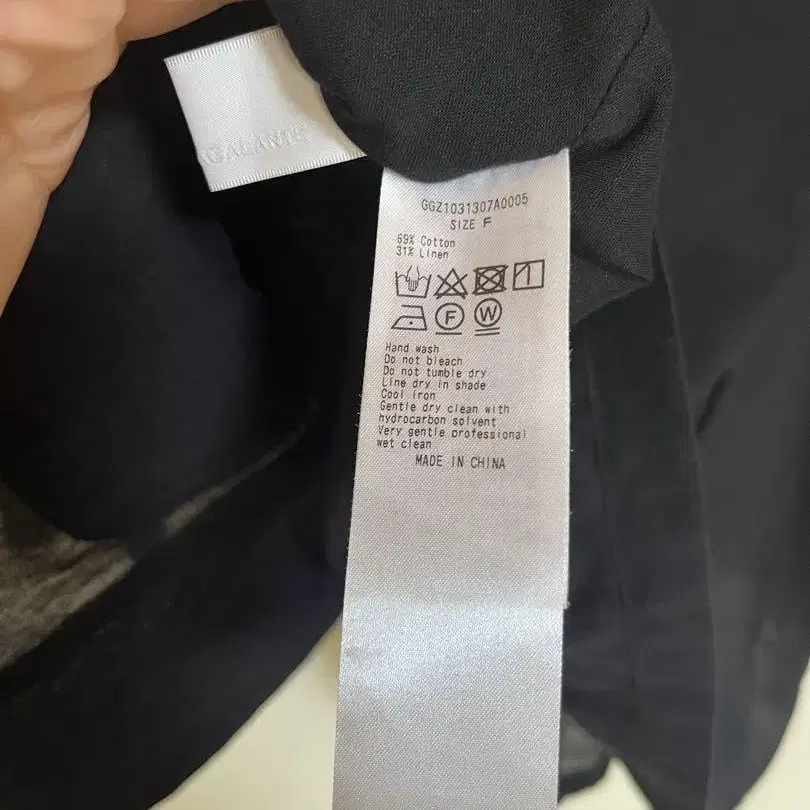 GALANTE
GGZ1031307A0005
SIZE F
69% Cotton
31% Linen
F W
Hand wash
Do not bleach
Do not tumble dry
Line dry in shade
Cool iron
Gentle dry clean with
hydrocarbon solvent
Very gentle professional
wet clean
MADE IN CHINA